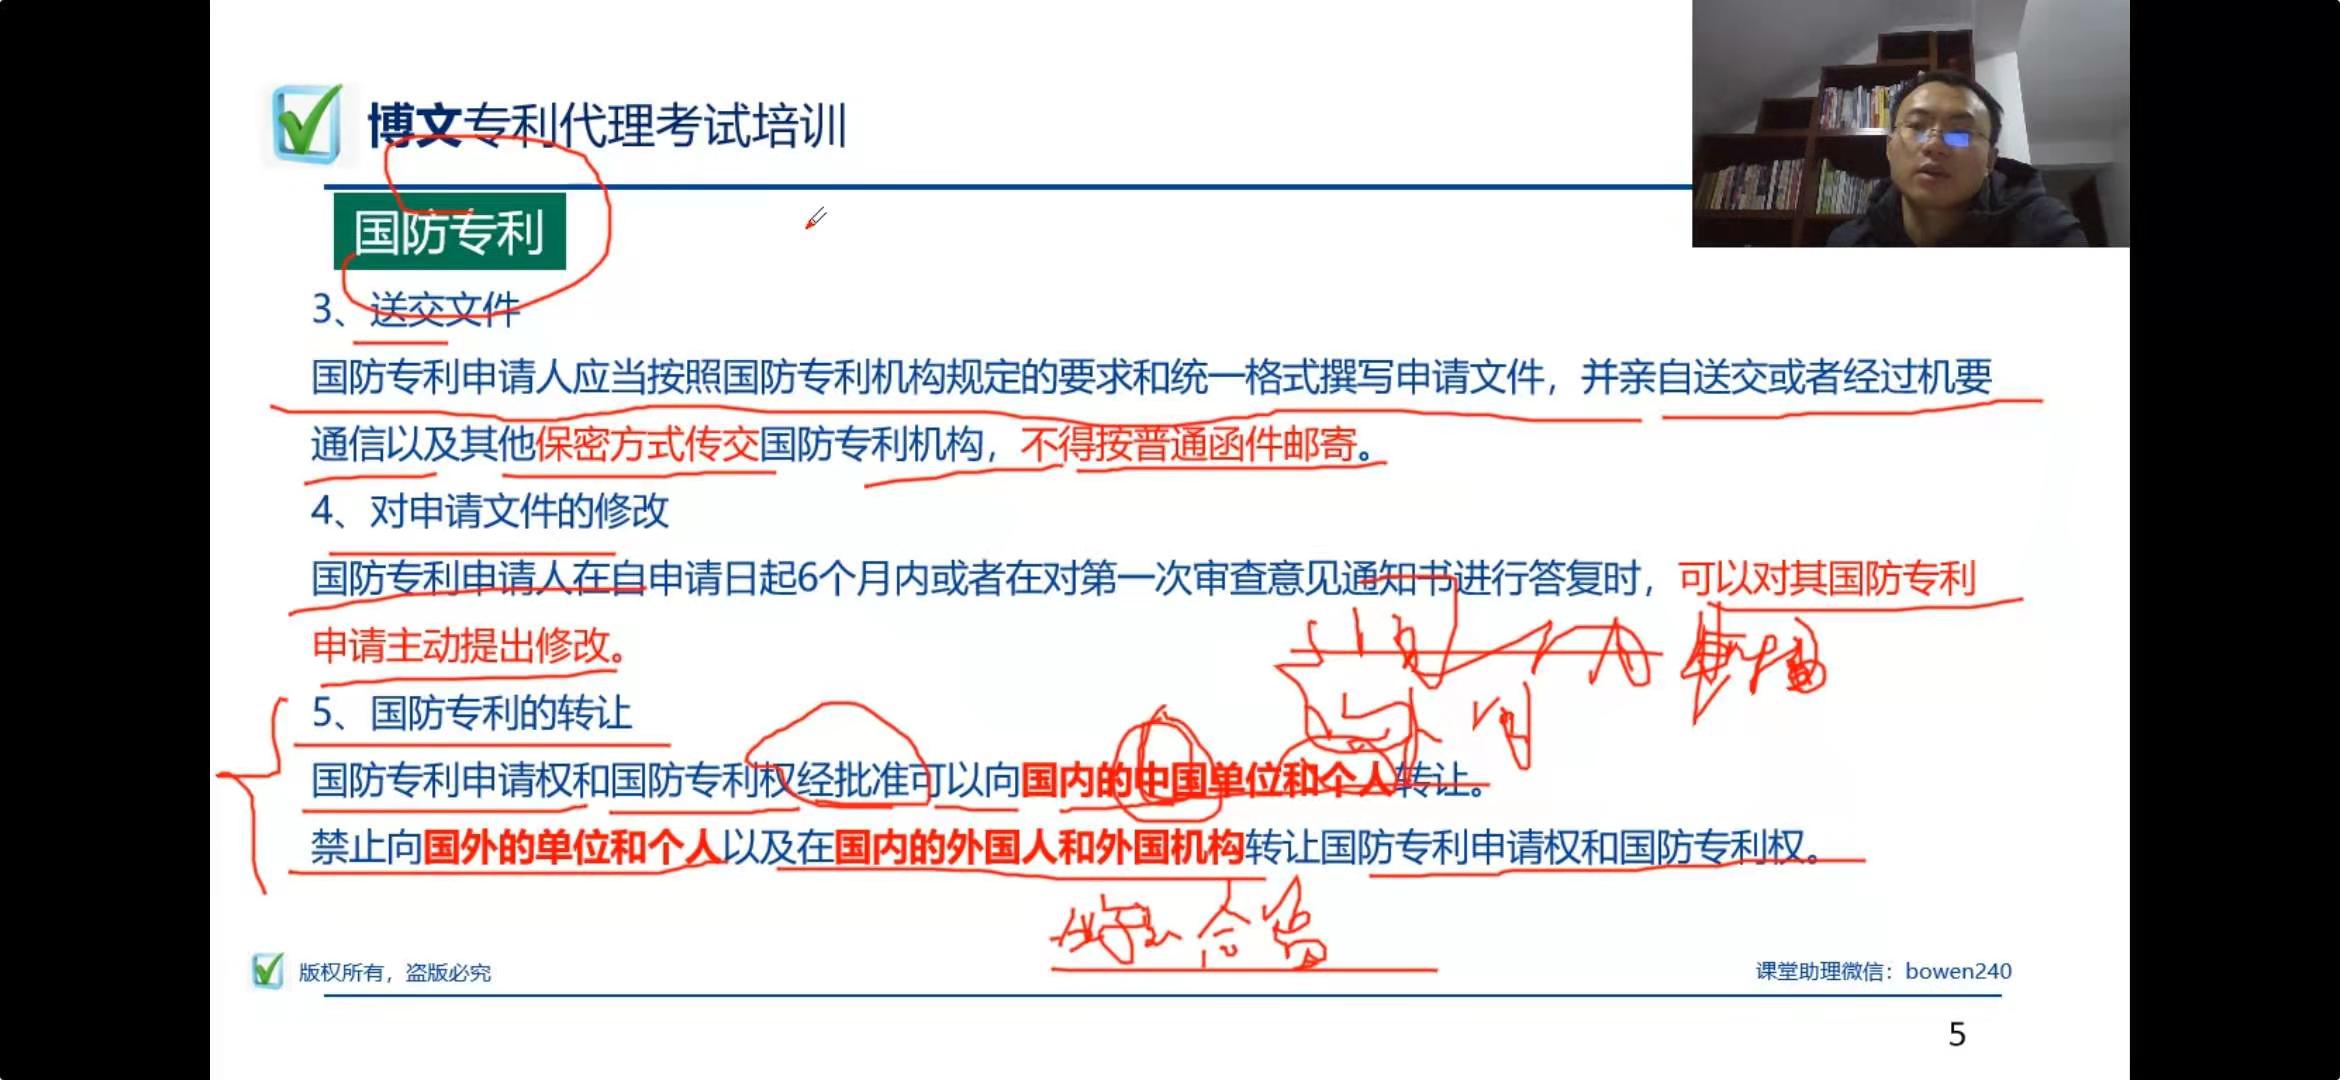 博文专利代理考试培训
国防专利
3、送交文件
国防专利申请人应当按照国防专利机构规定的要求和统一格式撰写申请文件，并亲自送交或者经过机要
通信以及其他保密方式传交国防专利机构，不得按普通函件邮寄。
4、对申请文件的修改
国防专利申请人在自申请日起6个月内或者在对第一次审查意见通知书进行答复时，可以对其国防专利
申请主动提出修改。
5、国防专利的转让
国防专利申请权和国防专利权经批准可以向国内的中国单位和个人转让。
禁止向国外的单位和个人以及在国内的外国人和外国机构转让国防专利申请权和国防专利权。
版权所有，盗版必究
课堂助理微信：bowen240
5